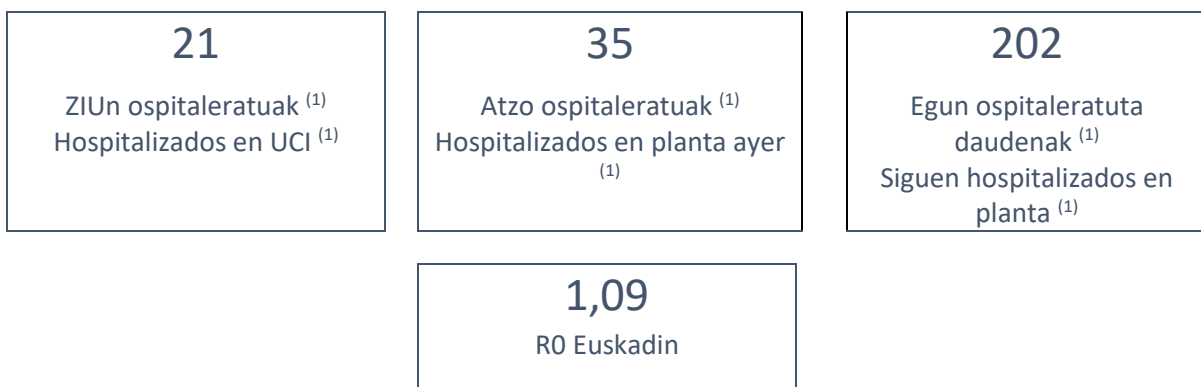 21
ZIUn ospitaleratuak (1)
Hospitalizados en UCI (1)
35
Atzo ospitaleratuak (1)
Hospitalizados en planta ayer
(1)
202
Egun ospitaleratuta
daudenak (1)
Siguen hospitalizados en
planta (1)
1,09
R0 Euskadin